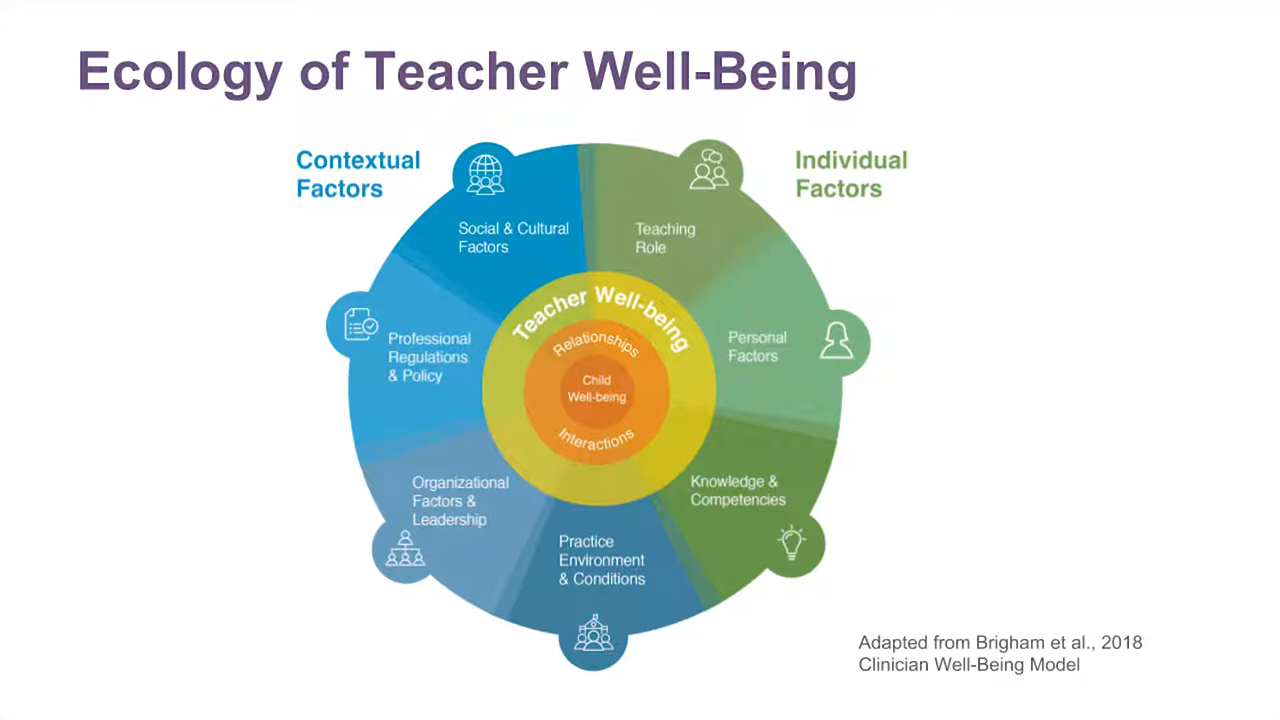 Ecology of Teacher Well-Being
Contextual
Factors
Individual
Factors
Social & Cultural
Factors
Teaching
Role
Professional
Regulations
& Policy
Personal
Factors
Teacher Well-being
Relationships
Child
Well-being
Interactions
Organizational
Factors &
Leadership
Knowledge &
Competencies
Practice
Environment
& Conditions
Adapted from Brigham et al., 2018
Clinician Well-Being Model